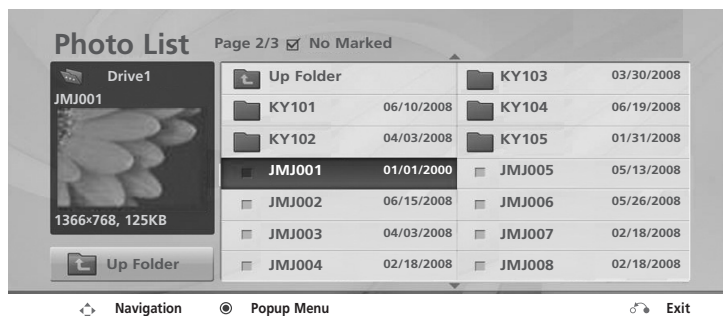 Photo List Page 2/3 No Marked
Drive1
JMJ001
1366×768, 125KB
Up Folder
Up Folder
KY101 06/10/2008
KY102 04/03/2008
JMJ001 01/01/2000
JMJ002 06/15/2008
JMJ003 04/03/2008
JMJ004 02/18/2008
KY103 03/30/2008
KY104 06/19/2008
KY105 01/31/2008
JMJ005 05/13/2008
JMJ006 05/26/2008
JMJ007 02/18/2008
JMJ008 02/18/2008
Navigation Popup Menu Exit